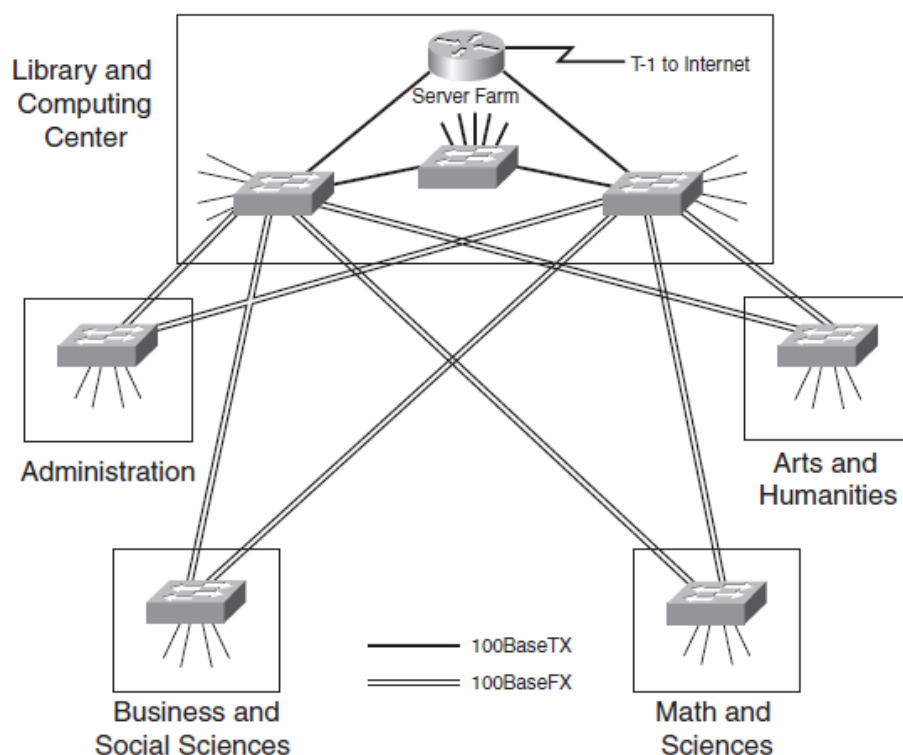 Library and
Computing
Center
T-1 to Internet
Server Farm
Administration
Arts and
Humanities
100BaseTX
100BaseFX
Business and
Social Sciences
Math and
Sciences